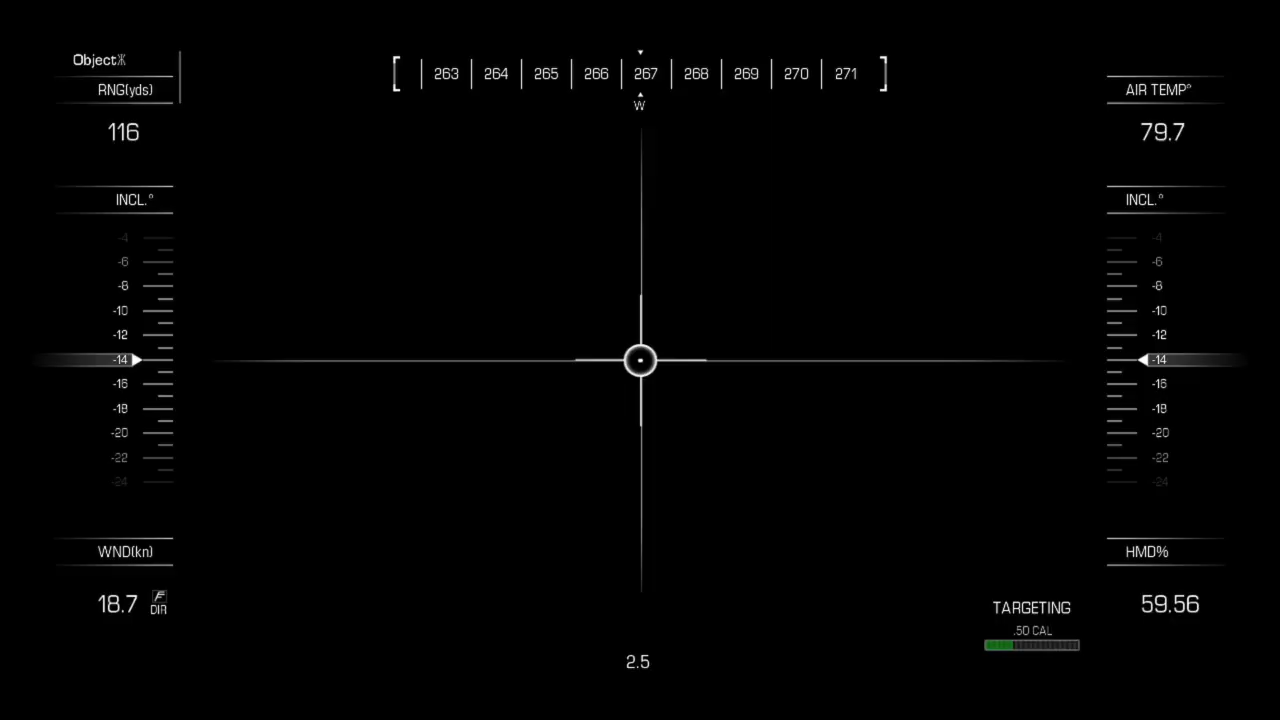 ObjectЖ
RNG(yds)
116
263 264 265 266 267 268 269 270 271
W
AIR TEMP°
79.7
INCL.°
-4
-6
-8
-10
-12
-14
-16
-18
-20
-22
-24
INCL.°
-4
-6
-8
-10
-12
-14
-16
-18
-20
-22
-24
WND(kn)
18.7
F
DIR
HMD%
59.56
TARGETING
.50 CAL
2.5